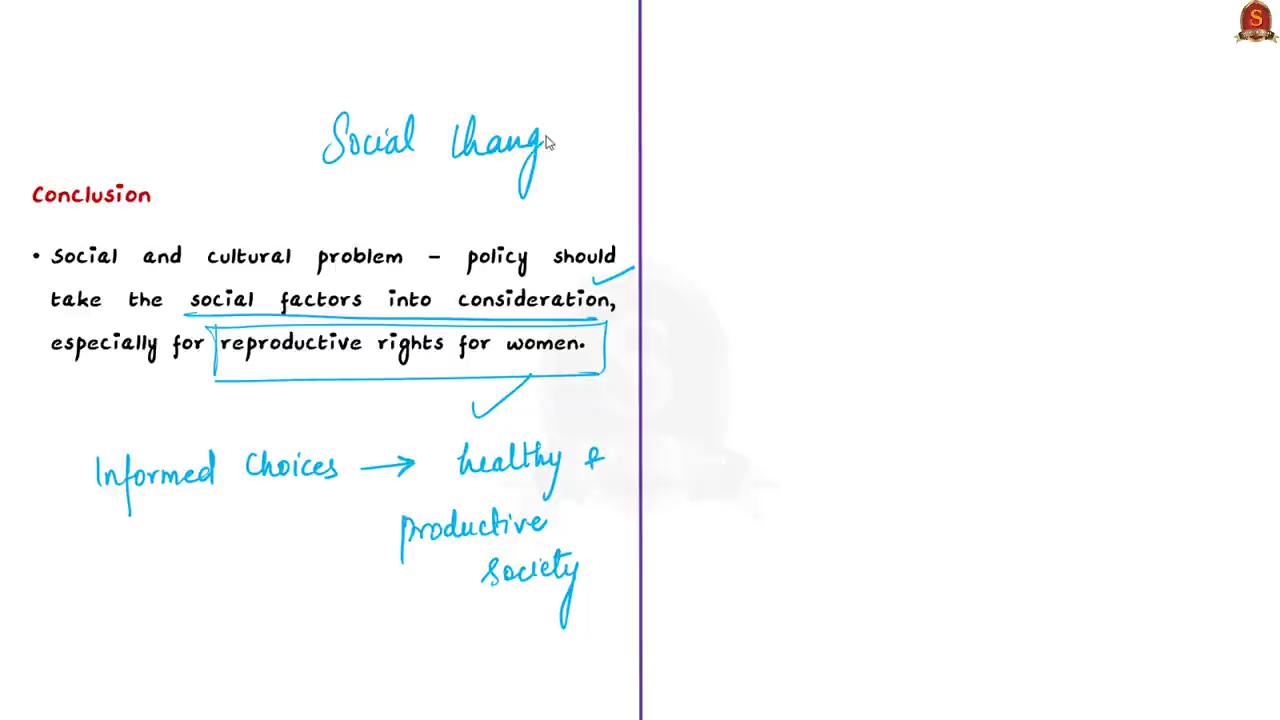 Social Chang
Conclusion
• Social and cultural problem – policy should
take the social factors into consideration,
especially for reproductive rights for women.
Informed Choices → healthy &
productive
society
S